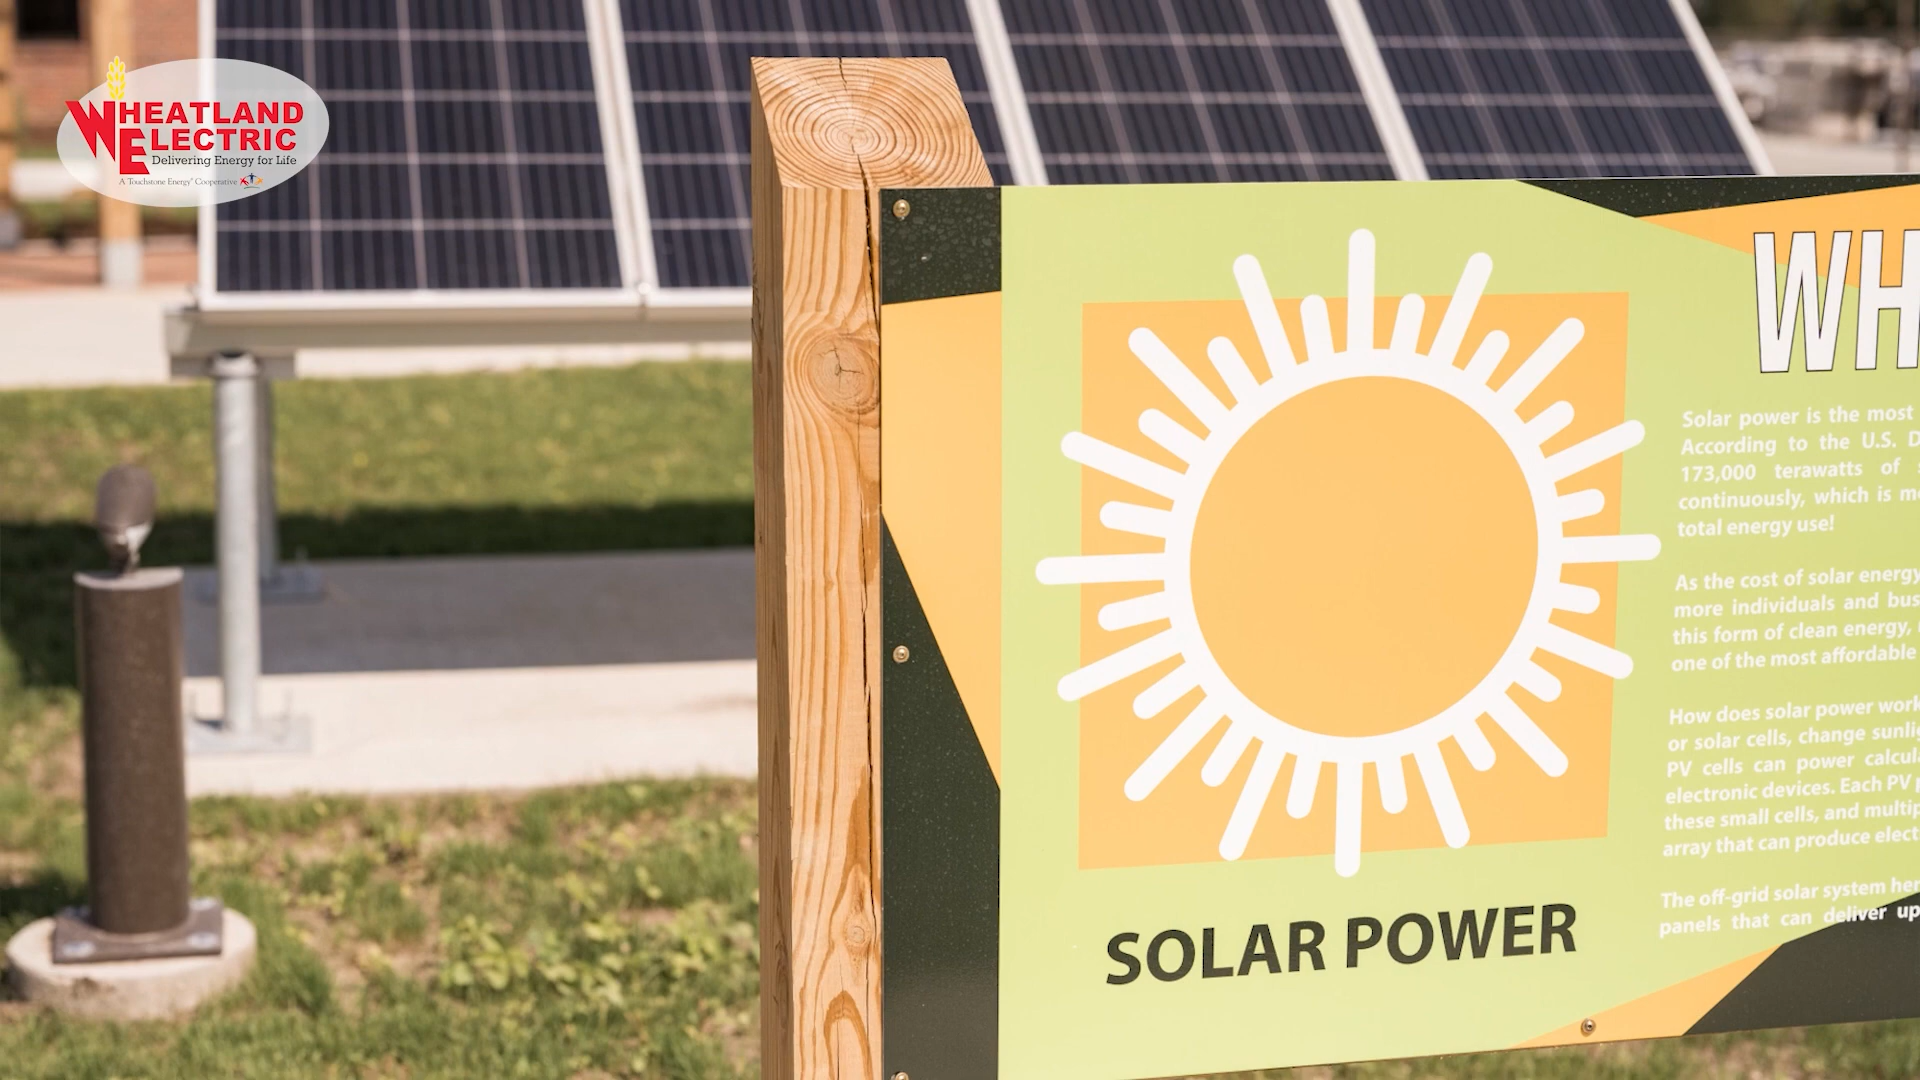 WHEATLAND
ELECTRIC
Delivering Energy for Life
A Touchstone Energy® Cooperative
WH
Solar power is the most
According to the U.S. D
173,000 terawatts of s
continuously, which is mo
total energy use!
As the cost of solar energy
more individuals and bus
this form of clean energy,
one of the most affordable
How does solar power work
or solar cells, change sunlig
PV cells can power calcula
electronic devices. Each PV p
these small cells, and multip
array that can produce elect
The off-grid solar system her
panels that can deliver up
SOLAR POWER